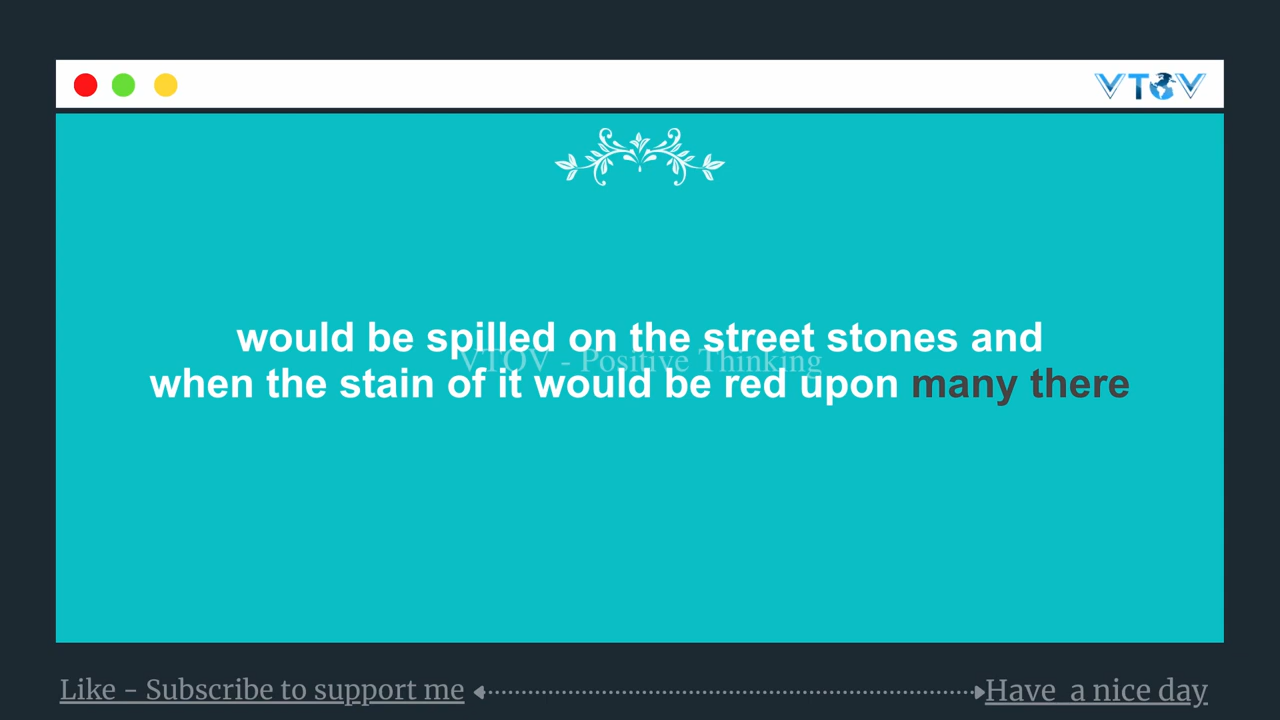 VTOV
would be spilled on the street stones and
VTOV - Positive Thinking
when the stain of it would be red upon many there
Like - Subscribe to support me
Have a nice day